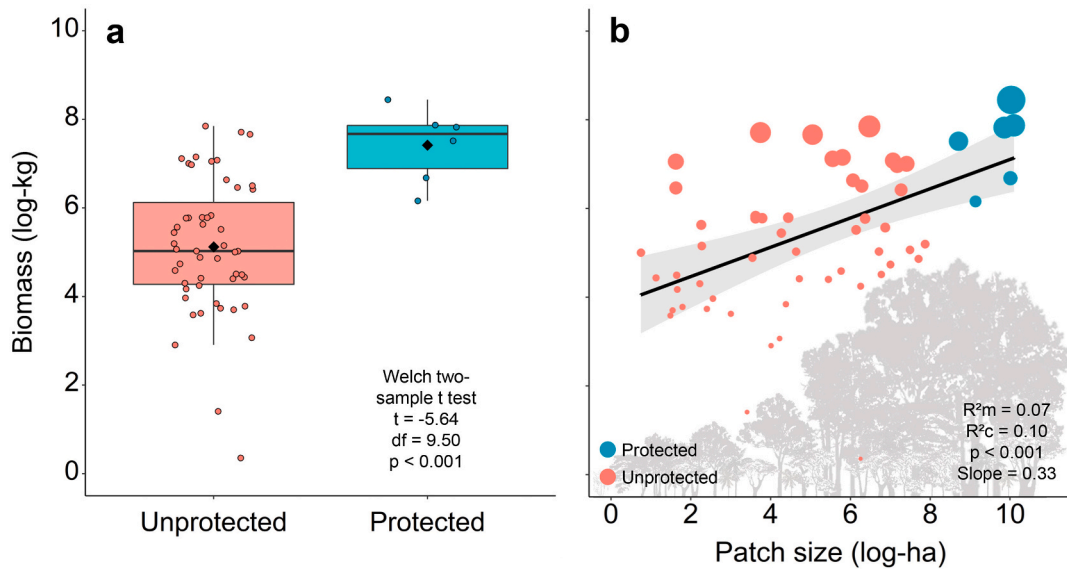 a
Biomass (log-kg)
10
8
6
4
2
0
Welch two-
sample t test
t = -5.64
df = 9.50
p < 0.001
Unprotected
Protected
b
Protected
Unprotected
R²m = 0.07
R²c = 0.10
p < 0.001
Slope = 0.33
0
2
4
6
8
10
Patch size (log-ha)